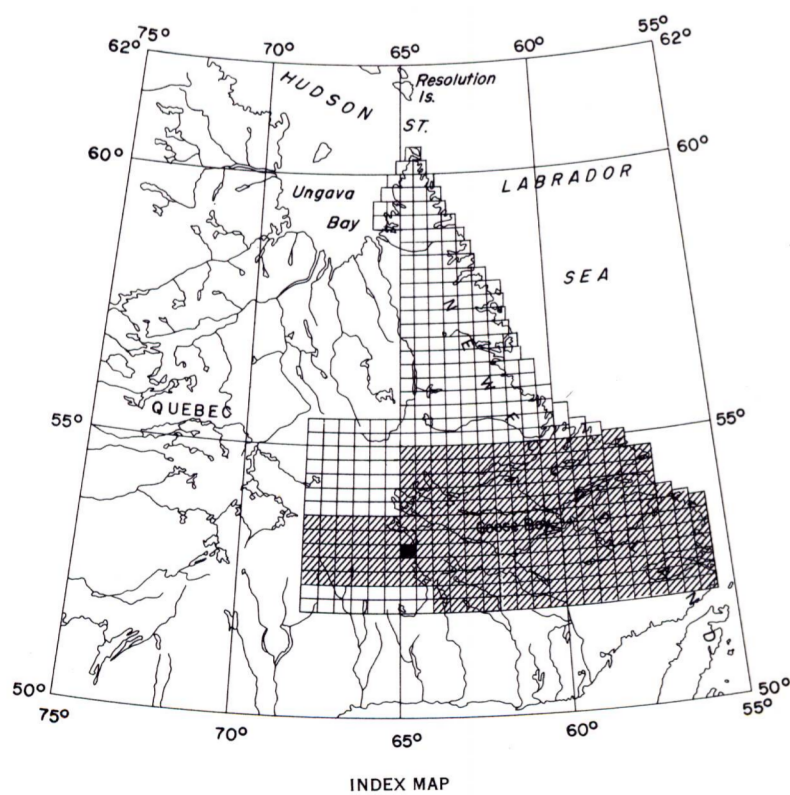 75° 70° 65° 60° 55°
62° 62°
HUDSON
Resolution
Is.
ST.
60° 60°
LABRADOR
Ungava
Bay
SEA
QUEBEC
55° 55°
Goose Bay
50° 50°
75° 70° 65° 60° 55°
INDEX MAP